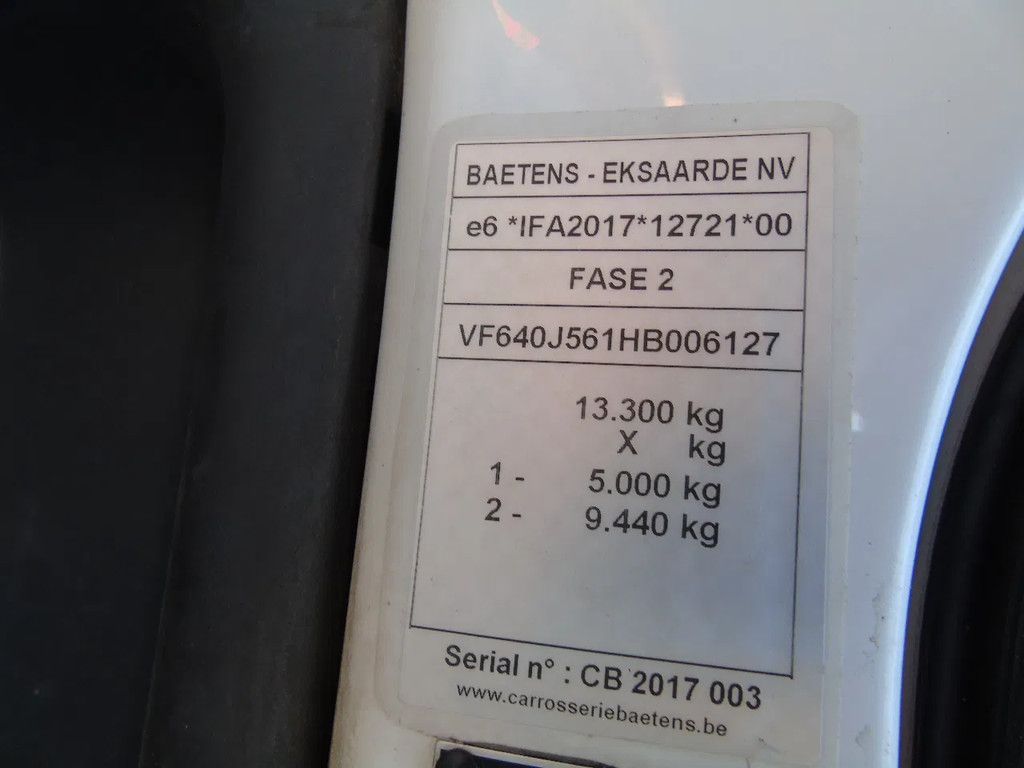 BAETENS - EKSAARDE NV
e6 *IFA2017*12721*00
FASE 2
VF640J561HB006127
13.300 kg
X kg
1 - 5.000 kg
2 - 9.440 kg
Serial n° : CB 2017 003
www.carrosseriebaetens.be